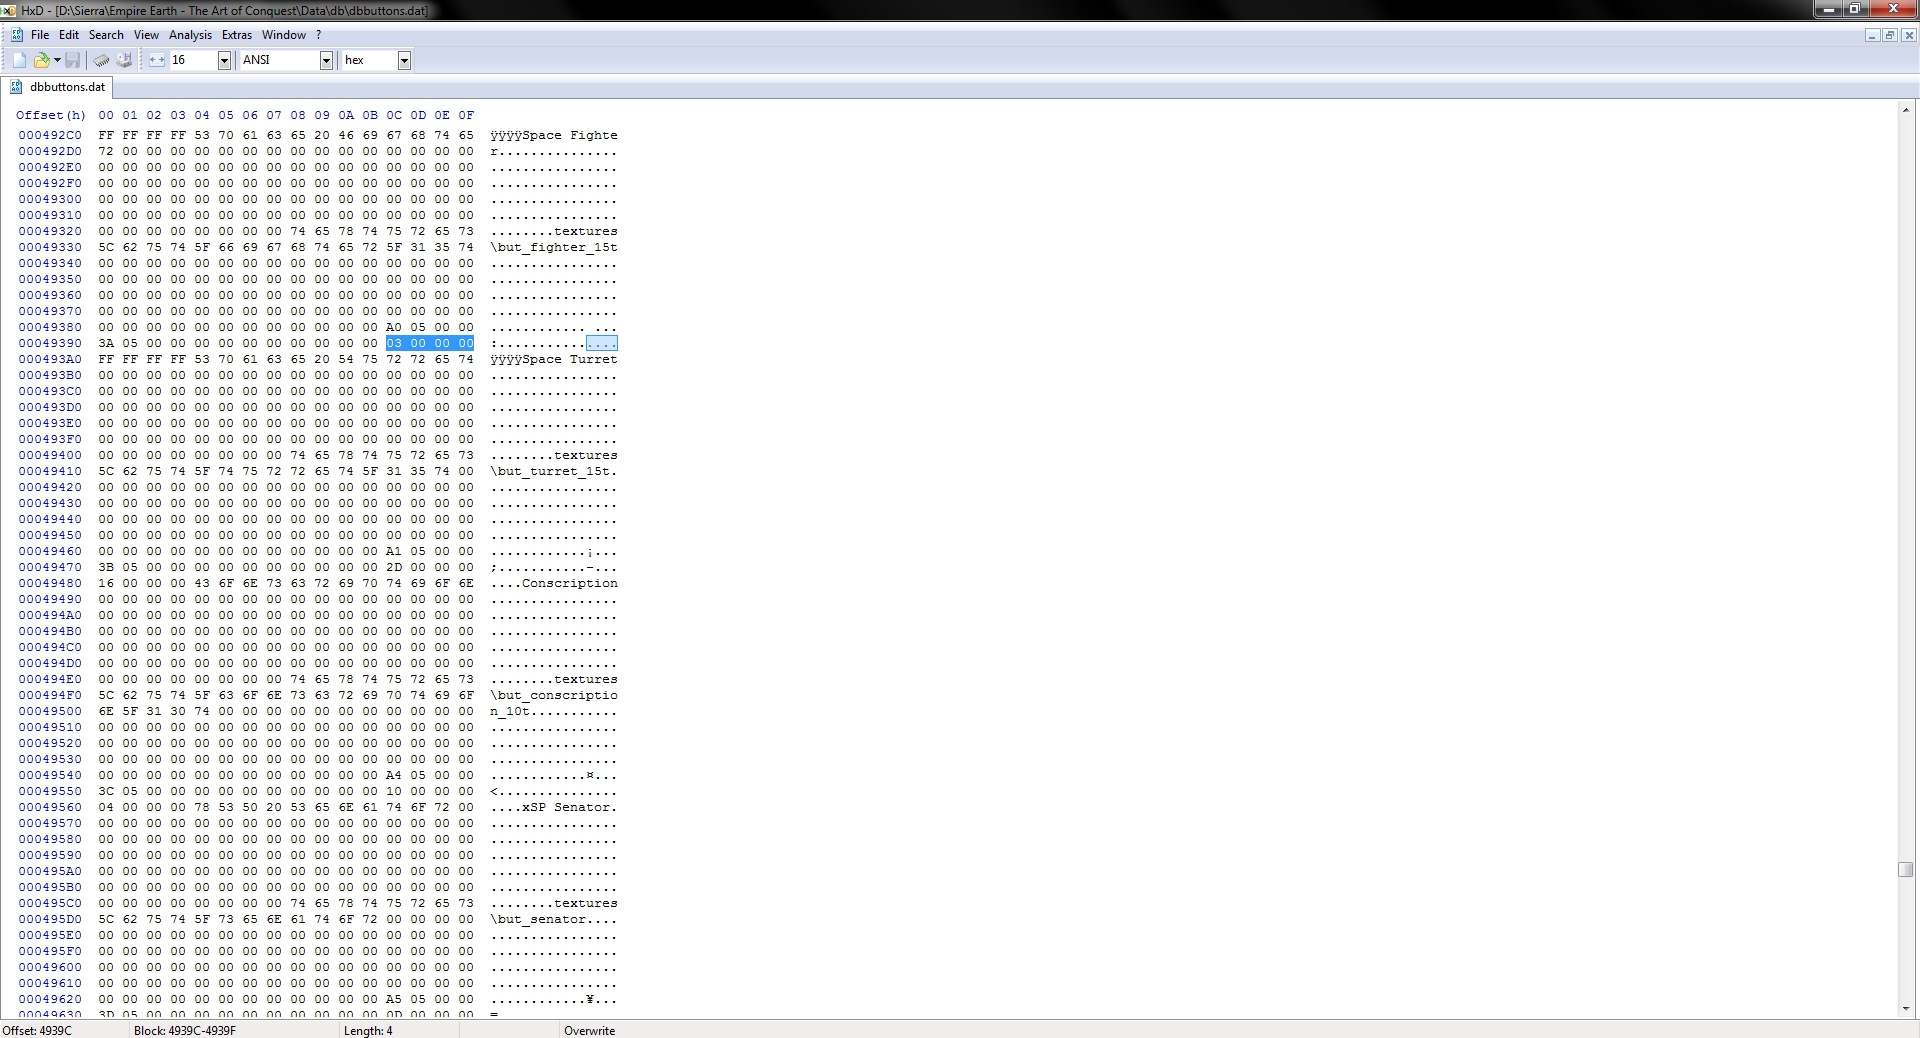 HxD - [D:\Sierra\Empire Earth - The Art of Conquest\Data\db\dbbuttons.dat]
File Edit Search View Analysis Extras Window ?
16 ANSI hex
dbbuttons.dat
Offset(h) 00 01 02 03 04 05 06 07 08 09 0A 0B 0C 0D 0E 0F
000492C0 FF FF FF FF 53 70 61 63 65 20 46 69 67 68 74 65 ÿÿÿÿSpace Fighte
000492D0 72 00 00 00 00 00 00 00 00 00 00 00 00 00 00 00 r...............
000492E0 00 00 00 00 00 00 00 00 00 00 00 00 00 00 00 00 ................
000492F0 00 00 00 00 00 00 00 00 00 00 00 00 00 00 00 00 ................
00049300 00 00 00 00 00 00 00 00 00 00 00 00 00 00 00 00 ................
00049310 00 00 00 00 00 00 00 00 00 00 00 00 00 00 00 00 ................
00049320 00 00 00 00 00 00 00 00 74 65 78 74 75 72 65 73 ........textures
00049330 5C 62 75 74 5F 66 69 67 68 74 65 72 5F 31 35 74 \but_fighter_15t
00049340 00 00 00 00 00 00 00 00 00 00 00 00 00 00 00 00 ................
00049350 00 00 00 00 00 00 00 00 00 00 00 00 00 00 00 00 ................
00049360 00 00 00 00 00 00 00 00 00 00 00 00 00 00 00 00 ................
00049370 00 00 00 00 00 00 00 00 00 00 00 00 00 00 00 00 ................
00049380 00 00 00 00 00 00 00 00 00 00 00 00 A0 05 00 00 ............ ...
00049390 3A 05 00 00 00 00 00 00 00 00 00 00 03 00 00 00 :...............
000493A0 FF FF FF FF 53 70 61 63 65 20 54 75 72 72 65 74 ÿÿÿÿSpace Turret
000493B0 00 00 00 00 00 00 00 00 00 00 00 00 00 00 00 00 ................
000493C0 00 00 00 00 00 00 00 00 00 00 00 00 00 00 00 00 ................
000493D0 00 00 00 00 00 00 00 00 00 00 00 00 00 00 00 00 ................
000493E0 00 00 00 00 00 00 00 00 00 00 00 00 00 00 00 00 ................
000493F0 00 00 00 00 00 00 00 00 00 00 00 00 00 00 00 00 ................
00049400 00 00 00 00 00 00 00 00 74 65 78 74 75 72 65 73 ........textures
00049410 5C 62 75 74 5F 74 75 72 72 65 74 5F 31 35 74 00 \but_turret_15t.
00049420 00 00 00 00 00 00 00 00 00 00 00 00 00 00 00 00 ................
00049430 00 00 00 00 00 00 00 00 00 00 00 00 00 00 00 00 ................
00049440 00 00 00 00 00 00 00 00 00 00 00 00 00 00 00 00 ................
00049450 00 00 00 00 00 00 00 00 00 00 00 00 00 00 00 00 ................
00049460 00 00 00 00 00 00 00 00 00 00 00 00 A1 05 00 00 ............¡...
00049470 3B 05 00 00 00 00 00 00 00 00 00 00 2D 00 00 00 ;...........-...
00049480 16 00 00 00 43 6F 6E 73 63 72 69 70 74 69 6F 6E ....Conscription
00049490 00 00 00 00 00 00 00 00 00 00 00 00 00 00 00 00 ................
000494A0 00 00 00 00 00 00 00 00 00 00 00 00 00 00 00 00 ................
000494B0 00 00 00 00 00 00 00 00 00 00 00 00 00 00 00 00 ................
000494C0 00 00 00 00 00 00 00 00 00 00 00 00 00 00 00 00 ................
000494D0 00 00 00 00 00 00 00 00 00 00 00 00 00 00 00 00 ................
000494E0 00 00 00 00 00 00 00 00 74 65 78 74 75 72 65 73 ........textures
000494F0 5C 62 75 74 5F 63 6F 6E 73 63 72 69 70 74 69 6F \but_conscriptio
00049500 6E 5F 31 30 74 00 00 00 00 00 00 00 00 00 00 00 n_10t...........
00049510 00 00 00 00 00 00 00 00 00 00 00 00 00 00 00 00 ................
00049520 00 00 00 00 00 00 00 00 00 00 00 00 00 00 00 00 ................
00049530 00 00 00 00 00 00 00 00 00 00 00 00 00 00 00 00 ................
00049540 00 00 00 00 00 00 00 00 00 00 00 00 A4 05 00 00 ............¤...
00049550 3C 05 00 00 00 00 00 00 00 00 00 00 10 00 00 00 <...............
00049560 04 00 00 00 78 53 50 20 53 65 6E 61 74 6F 72 00 ....xSP Senator.
00049570 00 00 00 00 00 00 00 00 00 00 00 00 00 00 00 00 ................
00049580 00 00 00 00 00 00 00 00 00 00 00 00 00 00 00 00 ................
00049590 00 00 00 00 00 00 00 00 00 00 00 00 00 00 00 00 ................
000495A0 00 00 00 00 00 00 00 00 00 00 00 00 00 00 00 00 ................
000495B0 00 00 00 00 00 00 00 00 00 00 00 00 00 00 00 00 ................
000495C0 00 00 00 00 00 00 00 00 74 65 78 74 75 72 65 73 ........textures
000495D0 5C 62 75 74 5F 73 65 6E 61 74 6F 72 00 00 00 00 \but_senator....
000495E0 00 00 00 00 00 00 00 00 00 00 00 00 00 00 00 00 ................
000495F0 00 00 00 00 00 00 00 00 00 00 00 00 00 00 00 00 ................
00049600 00 00 00 00 00 00 00 00 00 00 00 00 00 00 00 00 ................
00049610 00 00 00 00 00 00 00 00 00 00 00 00 00 00 00 00 ................
00049620 00 00 00 00 00 00 00 00 00 00 00 00 A5 05 00 00 ............¥...
00049630 3D 05 00 00 00 00 00 00 00 00 00 00 0D 00 00 00 =
Offset: 4939C Block: 4939C-4939F Length: 4 Overwrite